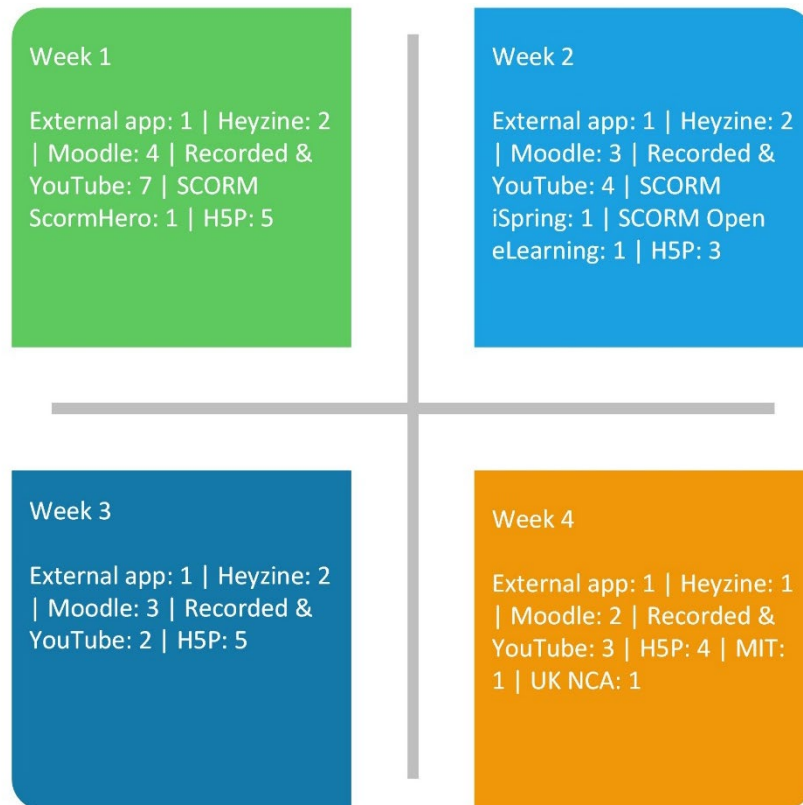 Week 1
External app: 1 | Heyzine: 2
| Moodle: 4 | Recorded &
YouTube: 7 | SCORM
ScormHero: 1 | H5P: 5
Week 2
External app: 1 | Heyzine: 2
| Moodle: 3 | Recorded &
YouTube: 4 | SCORM
iSpring: 1 | SCORM Open
eLearning: 1 | H5P: 3
Week 3
External app: 1 | Heyzine: 2
| Moodle: 3 | Recorded &
YouTube: 2 | H5P: 5
Week 4
External app: 1 | Heyzine: 1
| Moodle: 2 | Recorded &
YouTube: 3 | H5P: 4 | MIT:
1 | UK NCA: 1